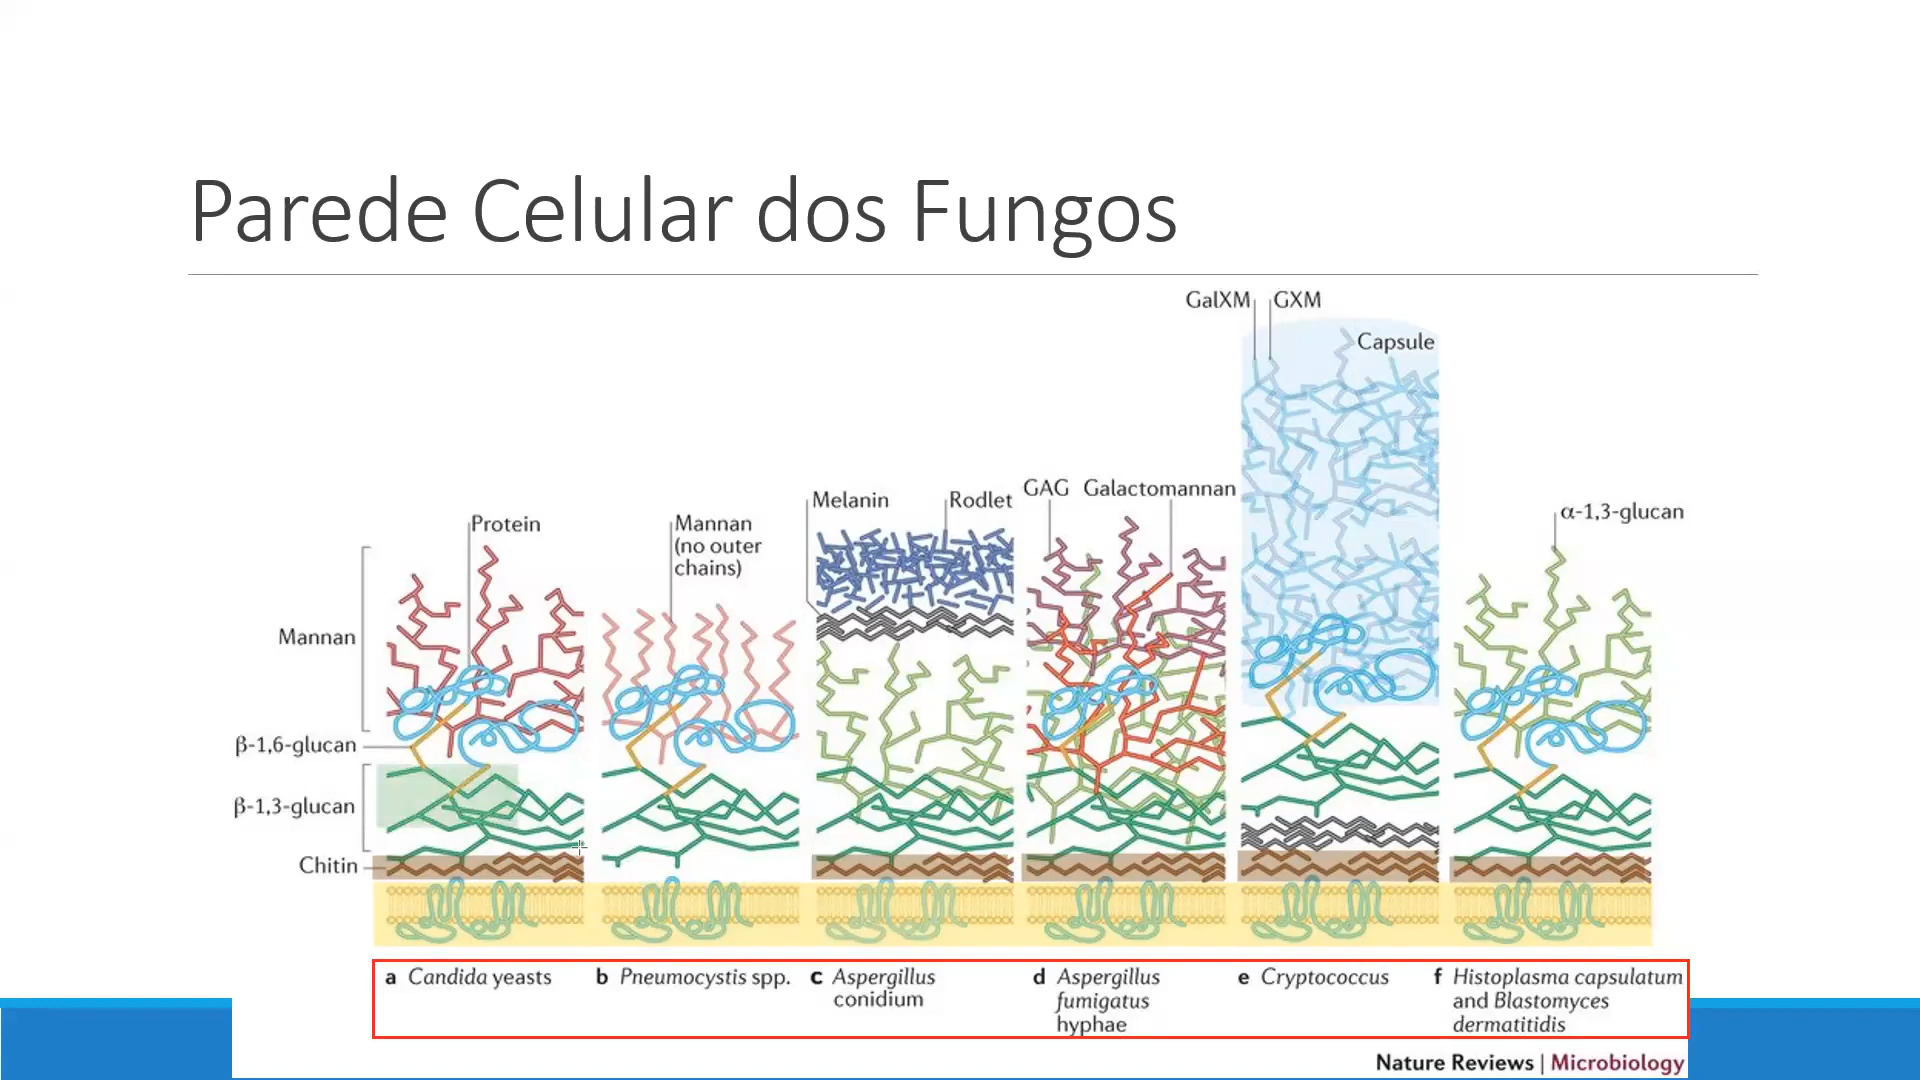 Parede Celular dos Fungos
GalXM GXM
Capsule
Melanin Rodlet
GAG Galactomannan
α-1,3-glucan
Protein
Mannan
(no outer
chains)
Mannan
β-1,6-glucan
β-1,3-glucan
Chitin
a Candida yeasts
b Pneumocystis spp.
c Aspergillus
conidium
d Aspergillus
fumigatus
hyphae
e Cryptococcus
f Histoplasma capsulatum
and Blastomyces
dermatitidis
Nature Reviews | Microbiology